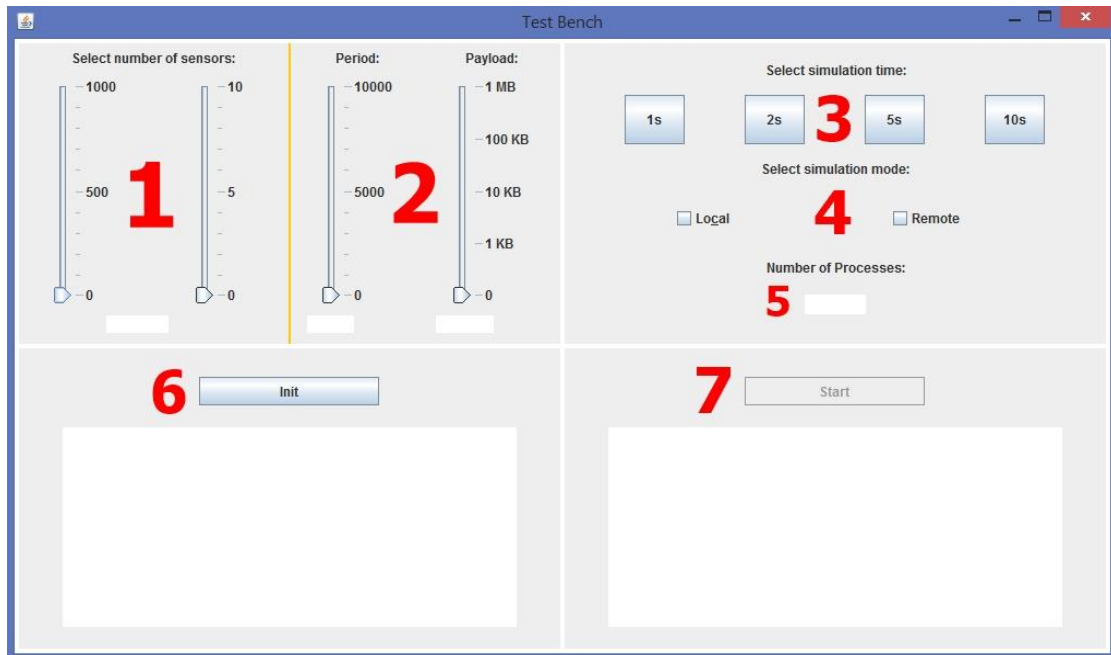 Test Bench
Select number of sensors:
1000
500
0
1
10
5
0
Period:
10000
5000
0
2
Payload:
1 MB
100 KB
10 KB
1 KB
0
Select simulation time:
1s
2s
3
5s
10s
Select simulation mode:
Local
4
Remote
Number of Processes:
5
6
Init
7
Start